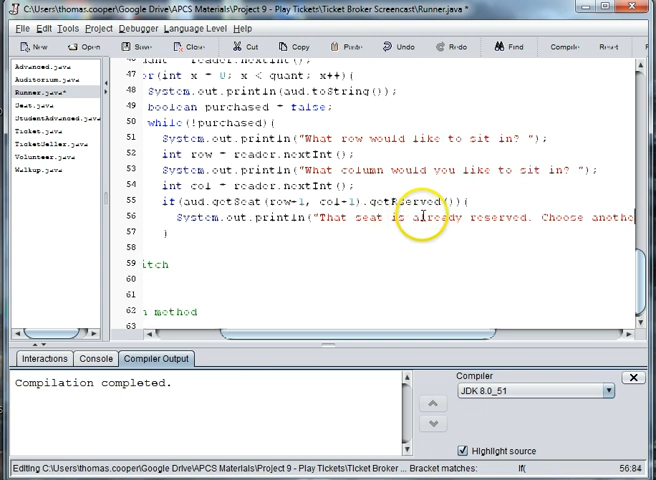 C:\Users\thomas.cooper\Google Drive\APCS Materials\Project 9 - Play Tickets\Ticket Broker Screencast\Runner.java *
File Edit Tools Project Debugger Language Level Help
New Open Save Close Cut Copy Paste Undo Redo Find Compile Reset
Advanced.java
Auditorium.java
Runner.java*
Seat.java
StudentAdvanced.java
Ticket.java
TicketSeller.java
Volunteer.java
Walkup.java
46 uant = reader.nextInt();
47 or(int x = 0; x < quant; x++){
48 System.out.println(aud.toString());
49 boolean purchased = false;
50 while(!purchased){
51 System.out.println("What row would like to sit in? ");
52 int row = reader.nextInt();
53 System.out.println("What column would you like to sit in? ");
54 int col = reader.nextInt();
55 if(aud.getSeat(row+1, col+1).getReserved()){
56 System.out.println("That seat is already reserved. Choose anothe
57 }
58
59 itch
60
61
62 n method
63
Interactions Console Compiler Output
Compilation completed.
Compiler
JDK 8.0_51
Highlight source
Editing C:\Users\thomas.cooper\Google Drive\APCS Materials\Project 9 - Play Tickets\Ticket Broker ... Bracket matches: if( 56:84